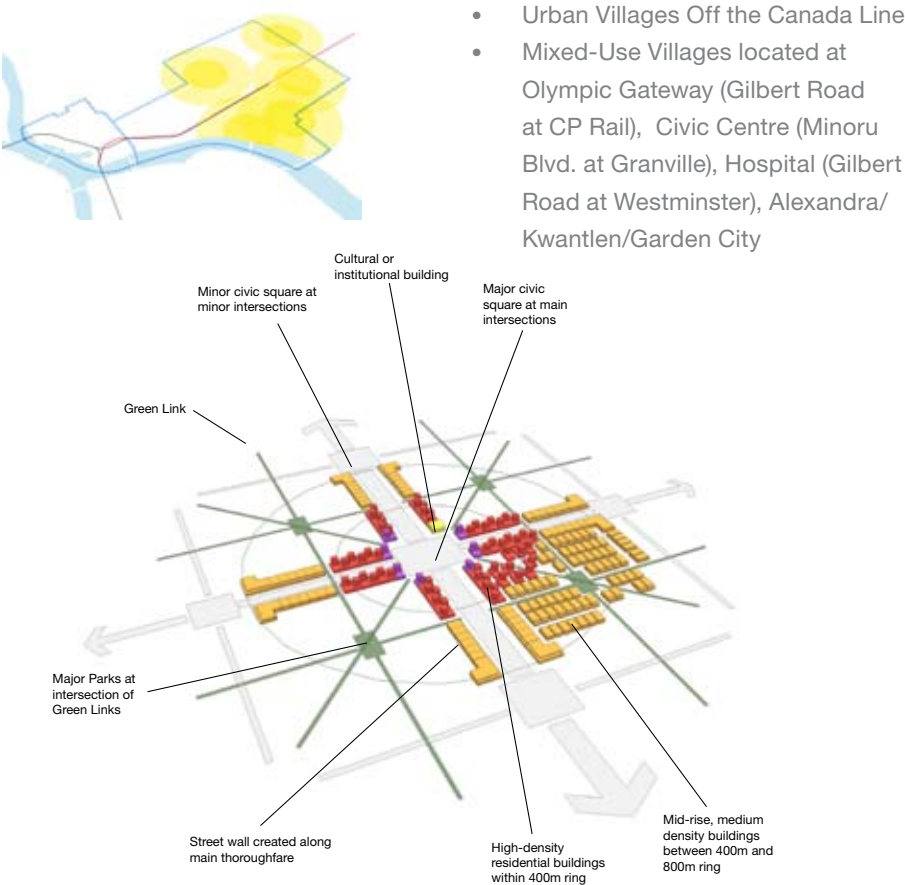 • Urban Villages Off the Canada Line
• Mixed-Use Villages located at
Olympic Gateway (Gilbert Road
at CP Rail), Civic Centre (Minoru
Blvd. at Granville), Hospital (Gilbert
Road at Westminster), Alexandra/
Kwantlen/Garden City
Cultural or
institutional building
Minor civic square at
minor intersections
Major civic
square at main
intersections
Green Link
Major Parks at
intersection of
Green Links
Street wall created along
main thoroughfare
High-density
residential buildings
within 400m ring
Mid-rise, medium
density buildings
between 400m and
800m ring